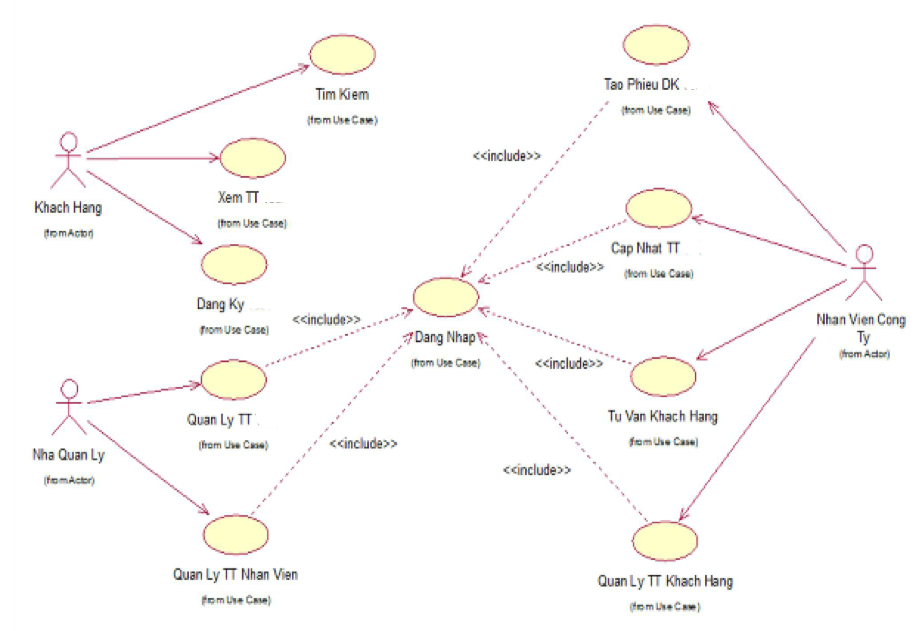 Tim Kiem
(from Use Case)
Khach Hang
(from Actor)
Xem TT
(from Use Case)
Dang Ky
(from Use Case)
Nha Quan Ly
(from Actor)
Quan Ly TT
(from Use Case)
Quan Ly TT Nhan Vien
(from Use Case)
<<include>>
<<include>>
Dang Nhap
(from Use Case)
<<include>>
<<include>>
<<include>>
<<include>>
Tao Phieu DK
(from Use Case)
Cap Nhat TT
(from Use Case)
Tu Van Khach Hang
(from Use Case)
Quan Ly TT Khach Hang
(from Use Case)
Nhan Vien Cong
Ty
(from Actor)